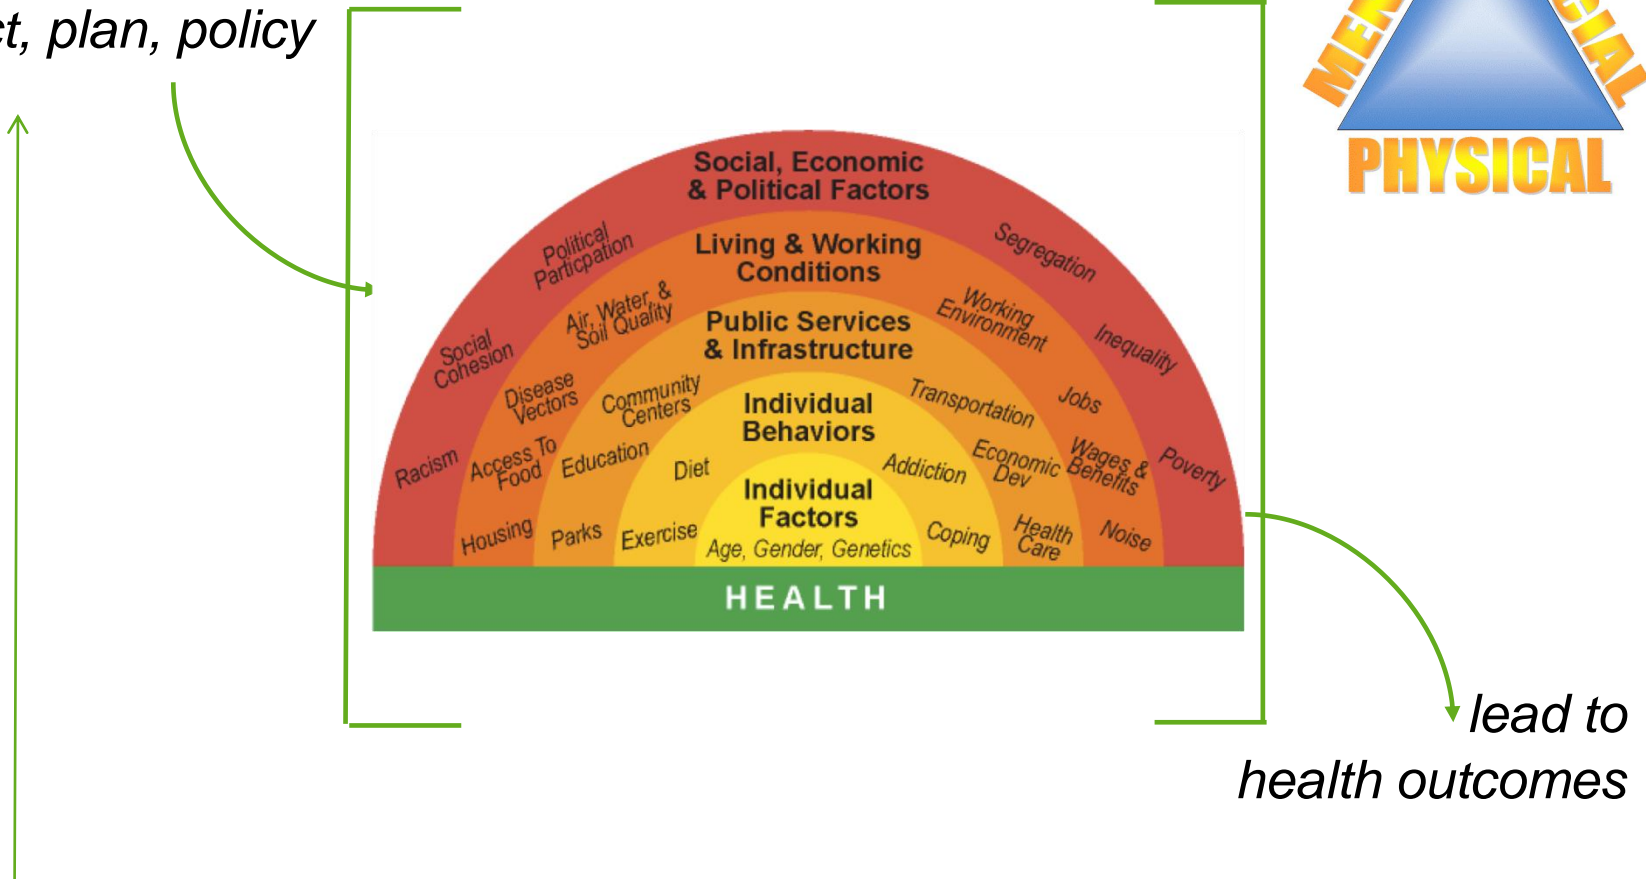 plan, policy
PHYSICAL
Social, Economic
& Political Factors
Political
Particpation
Segregation
Social
Cohesion
Inequality
Racism
Poverty
Living & Working
Conditions
Air, Water, &
Soil Quality
Working
Environment
Disease
Vectors
Jobs
Access To
Food
Wages &
Benefits
Housing
Noise
Public Services
& Infrastructure
Community
Centers
Transportation
Education
Economic
Dev
Parks
Health
Care
Individual
Behaviors
Diet
Addiction
Exercise
Coping
Individual
Factors
Age, Gender, Genetics
HEALTH
lead to
health outcomes